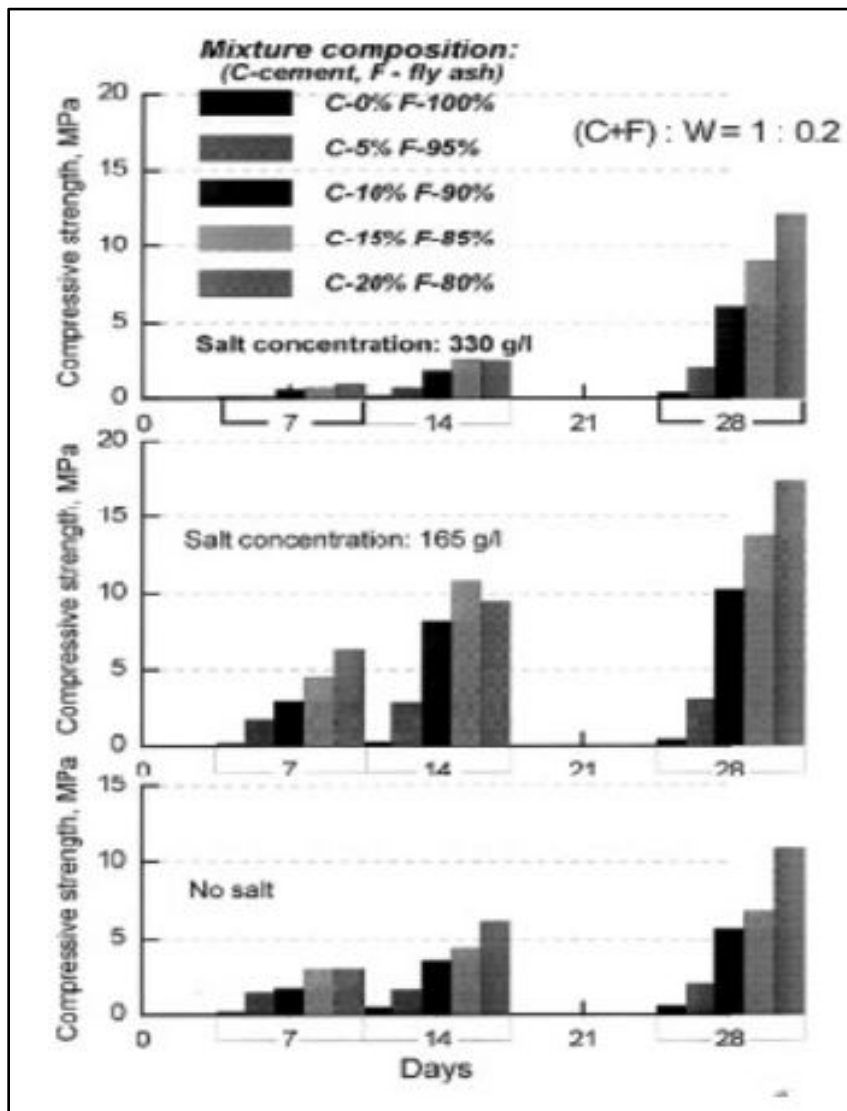 Mixture composition:
(C-cement, F - fly ash)
C-0% F-100%
C-5% F-95%
C-10% F-90%
C-15% F-85%
C-20% F-80%
(C+F) : W = 1 : 0.2
Compressive strength, MPa
20
15
10
5
0
Salt concentration: 330 g/l
0 7 14 21 28
Compressive strength, MPa
20
15
10
5
0
Salt concentration: 165 g/l
0 7 14 21 28
Compressive strength, MPa
15
10
5
0
No salt
0 7 14 21 28
Days